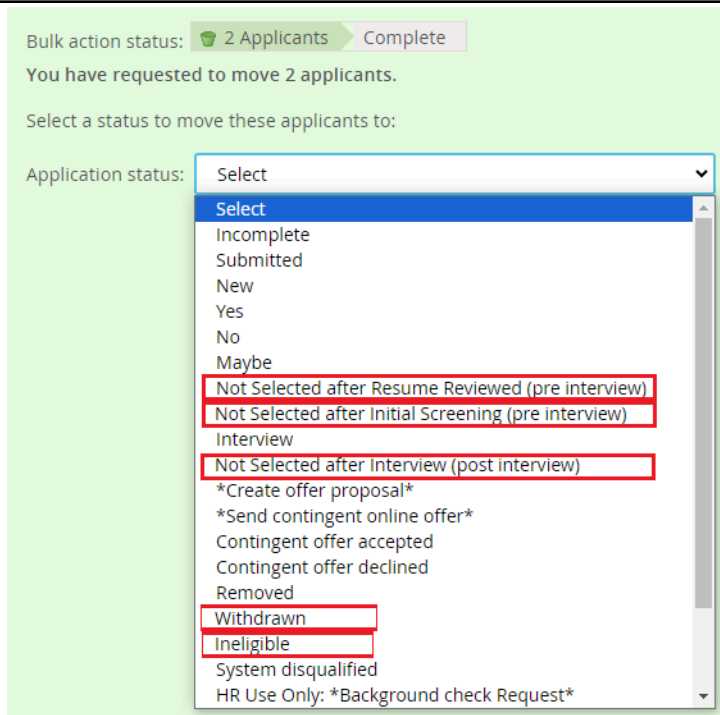 Bulk action status: 2 Applicants Complete
You have requested to move 2 applicants.
Select a status to move these applicants to:
Application status: Select
Select
Incomplete
Submitted
New
Yes
No
Maybe
Not Selected after Resume Reviewed (pre interview)
Not Selected after Initial Screening (pre interview)
Interview
Not Selected after Interview (post interview)
*Create offer proposal*
*Send contingent online offer*
Contingent offer accepted
Contingent offer declined
Removed
Withdrawn
Ineligible
System disqualified
HR Use Only: *Background check Request*